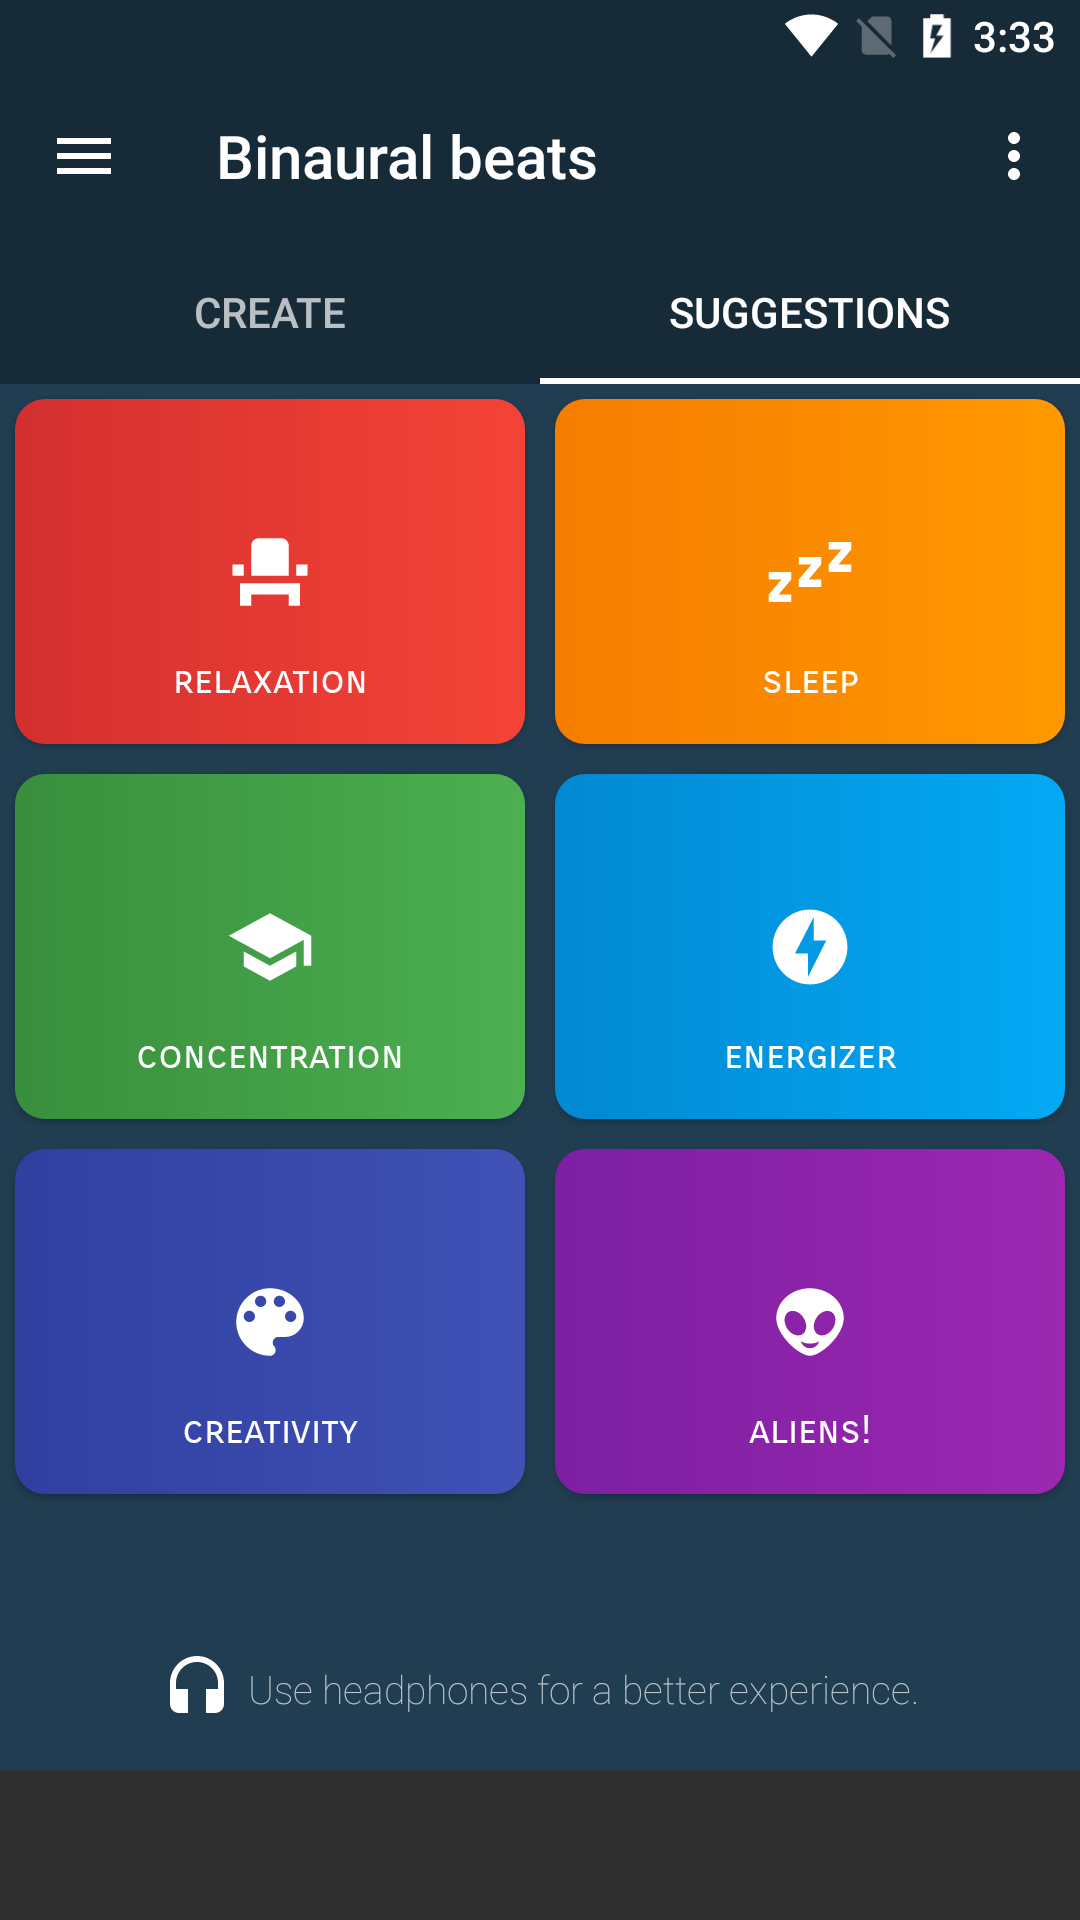 3:33
Binaural beats
CREATE
SUGGESTIONS
RELAXATION
zzz
SLEEP
CONCENTRATION
ENERGIZER
CREATIVITY
ALIENS!
Use headphones for a better experience.